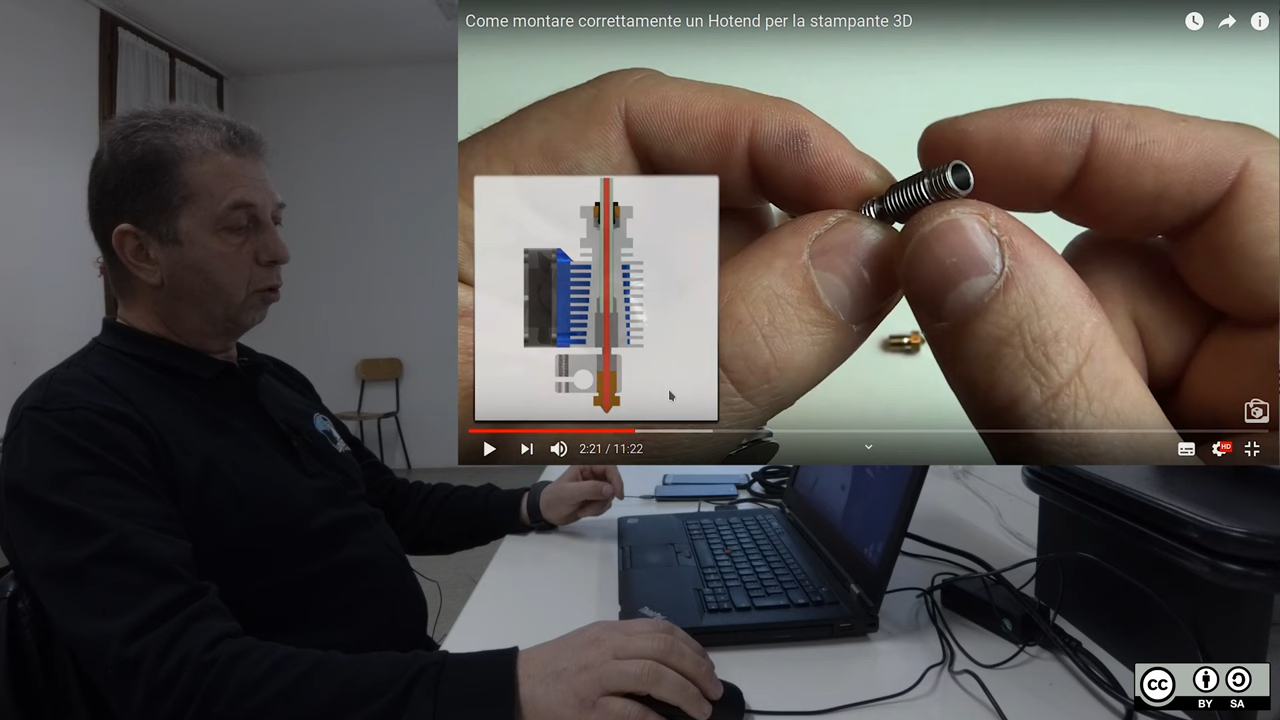 Come montare correttamente un Hotend per la stampante 3D
2:21 / 11:22
HD
cc
BY SA